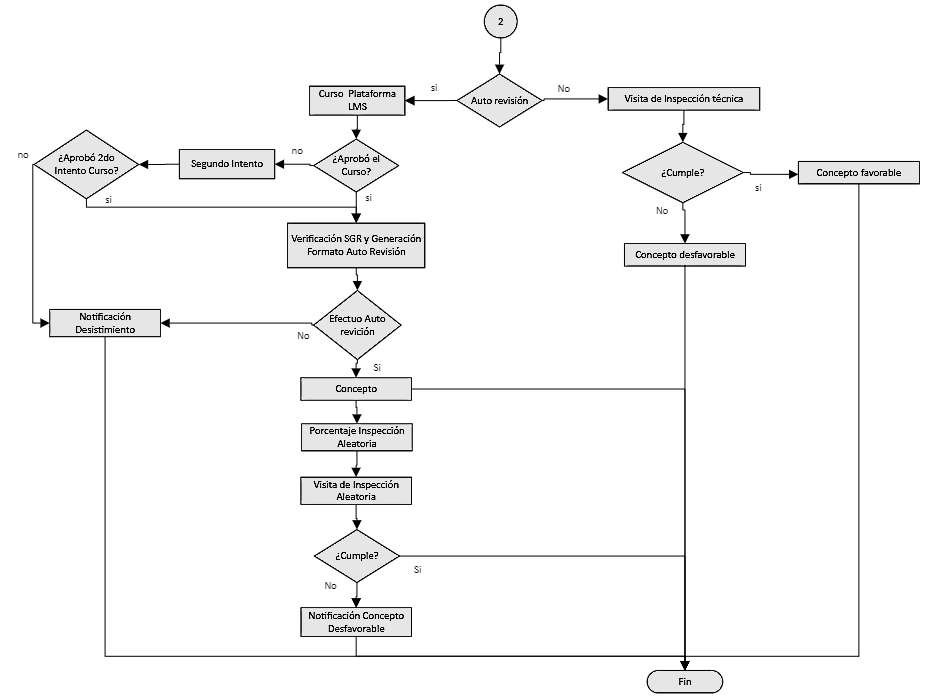 2
Auto revisión
si
No
Curso Plataforma
LMS
Visita de Inspección técnica
¿Aprobó el
Curso?
no
Segundo Intento
¿Aprobó 2do
Intento Curso?
no
si
si
¿Cumple?
si
Concepto favorable
No
Concepto desfavorable
Verificación SGR y Generación
Formato Auto Revisión
Efectuo Auto
revición
No
Notificación
Desistimiento
Si
Concepto
Porcentaje Inspección
Aleatoria
Visita de Inspección
Aleatoria
¿Cumple?
Si
No
Notificación Concepto
Desfavorable
Fin